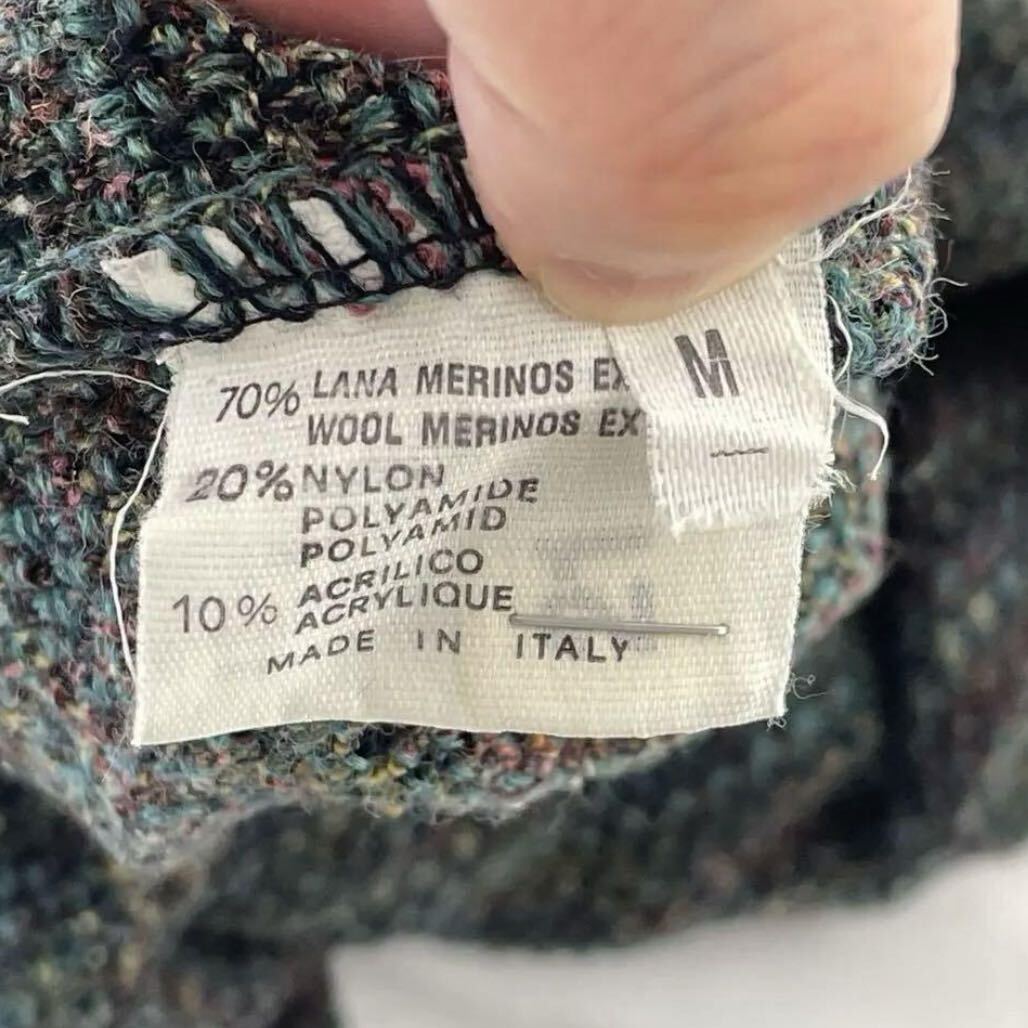 70% LANA MERINOS EX
WOOL MERINOS EX
20% NYLON
POLYAMIDE
POLYAMID
10% ACRILICO
ACRYLIQUE
MADE IN ITALY
M